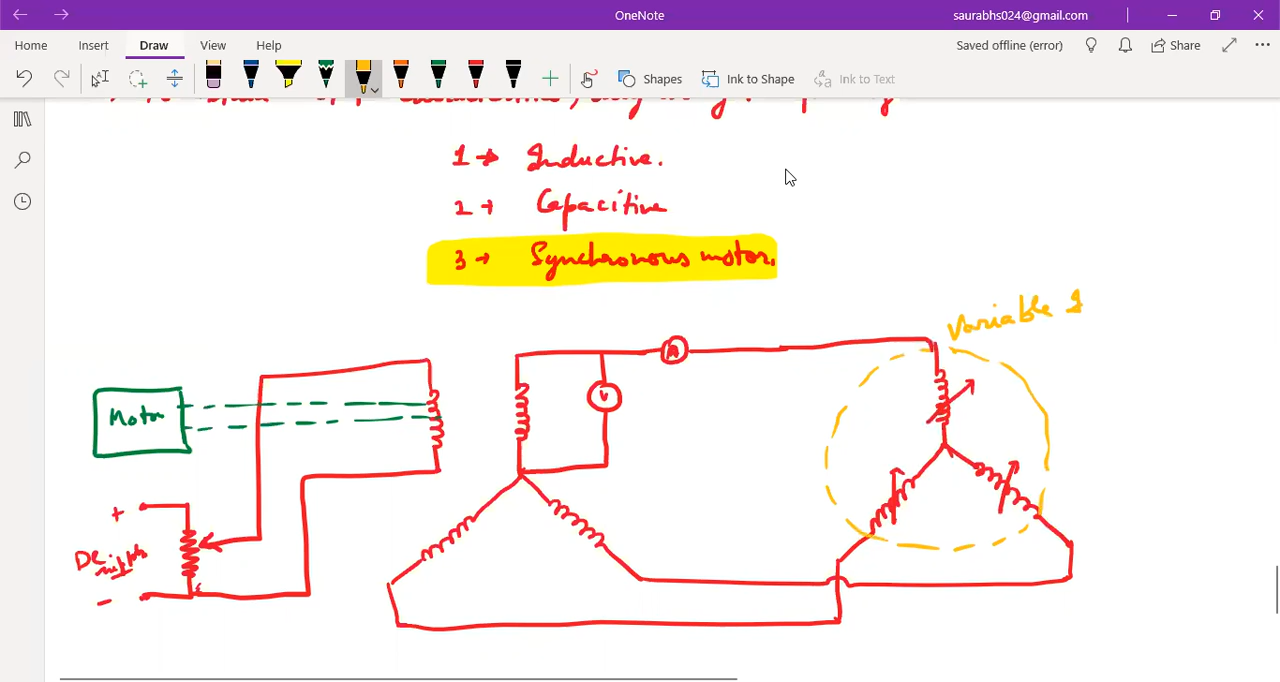 OneNote
saurabhs024@gmail.com
Home Insert Draw View Help
Saved offline (error) Share
Shapes Ink to Shape Ink to Text
1 → Inductive.
2 → Capacitive
3 → Synchronous motor.
Variable
A
V
Motor
+
DC supply
-